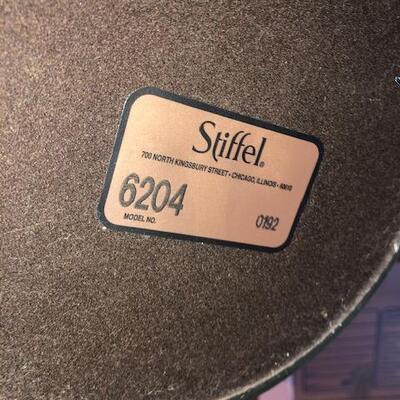 Stiffel®
700 NORTH KINGSBURY STREET • CHICAGO, ILLINOIS • 60610
6204
MODEL NO. 0192